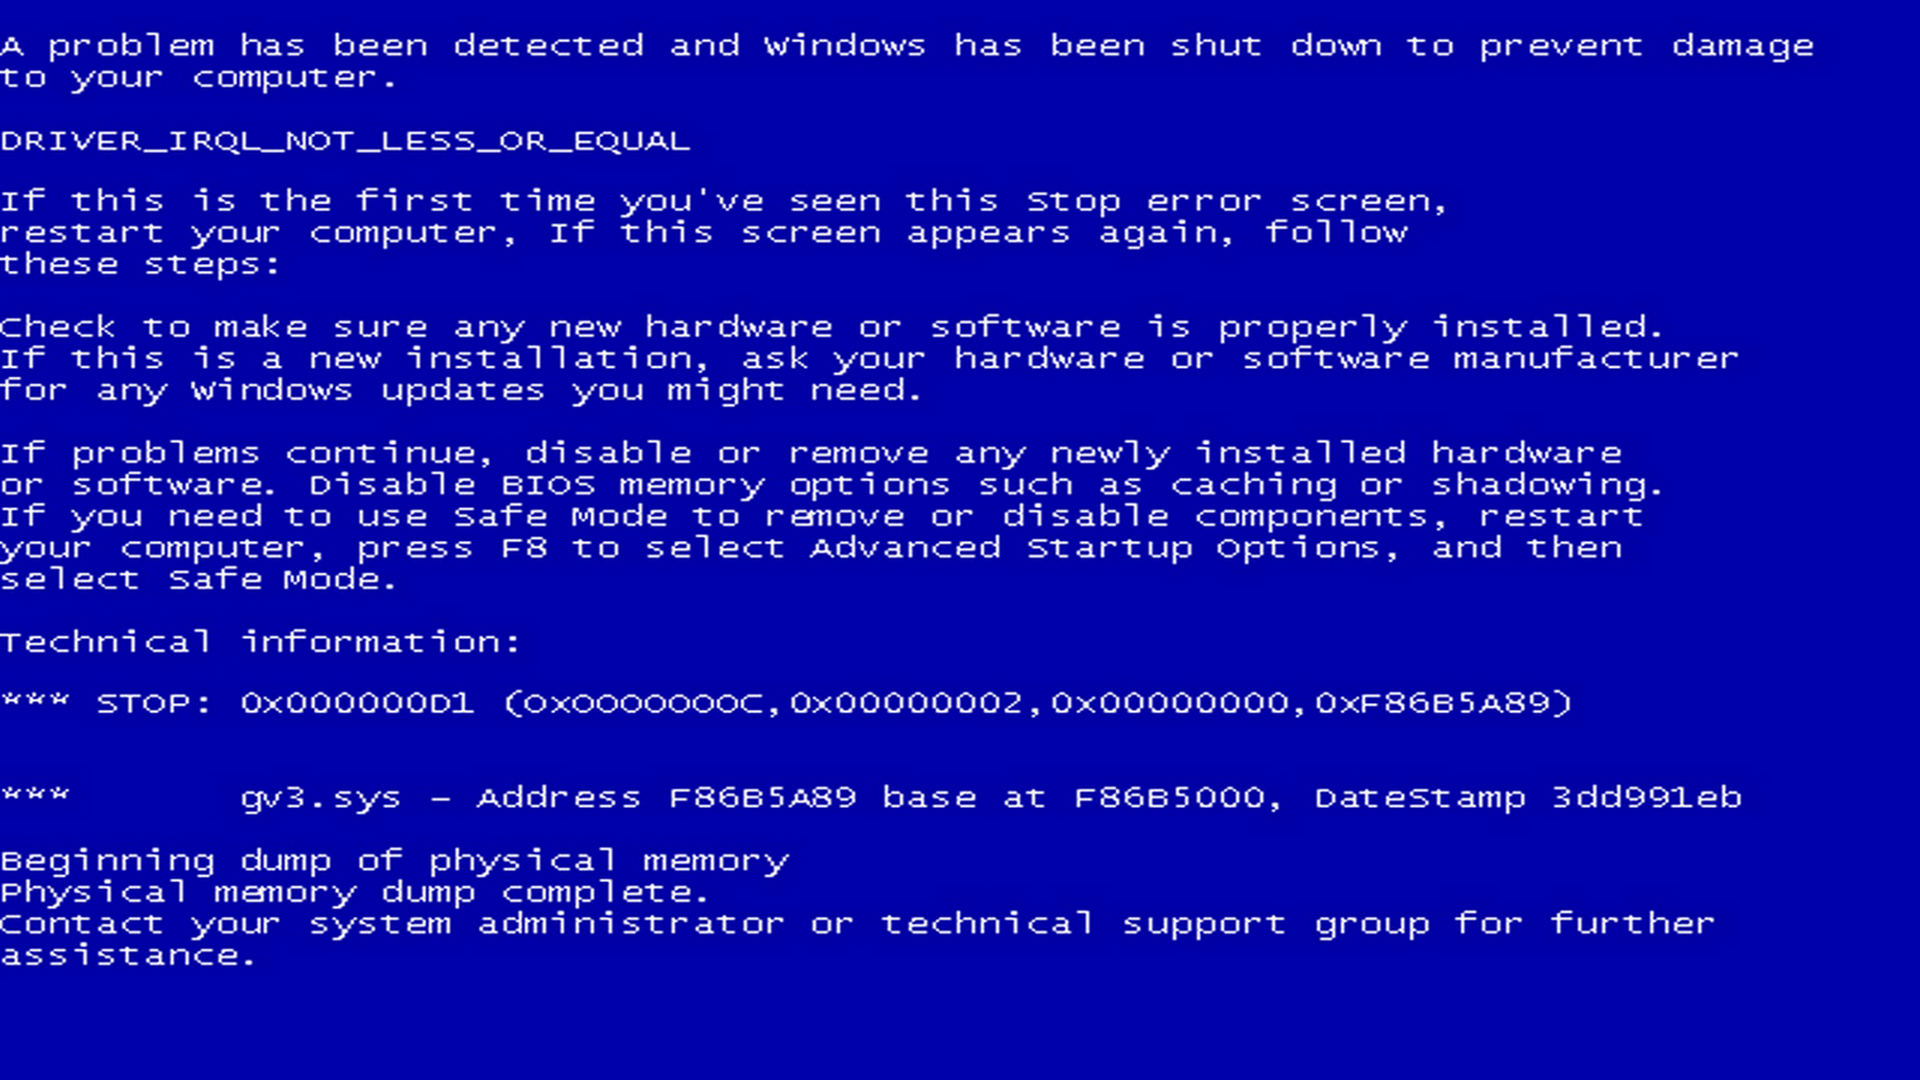 A problem has been detected and Windows has been shut down to prevent damage
to your computer.
DRIVER_IRQL_NOT_LESS_OR_EQUAL
If this is the first time you've seen this Stop error screen,
restart your computer, If this screen appears again, follow
these steps:
Check to make sure any new hardware or software is properly installed.
If this is a new installation, ask your hardware or software manufacturer
for any Windows updates you might need.
If problems continue, disable or remove any newly installed hardware
or software. Disable BIOS memory options such as caching or shadowing.
If you need to use Safe Mode to remove or disable components, restart
your computer, press F8 to select Advanced Startup Options, and then
select Safe Mode.
Technical information:
*** STOP: 0x000000D1 (0x0000000C,0x00000002,0x00000000,0xF86B5A89)
*** gv3.sys – Address F86B5A89 base at F86B5000, DateStamp 3dd991eb
Beginning dump of physical memory
Physical memory dump complete.
Contact your system administrator or technical support group for further
assistance.